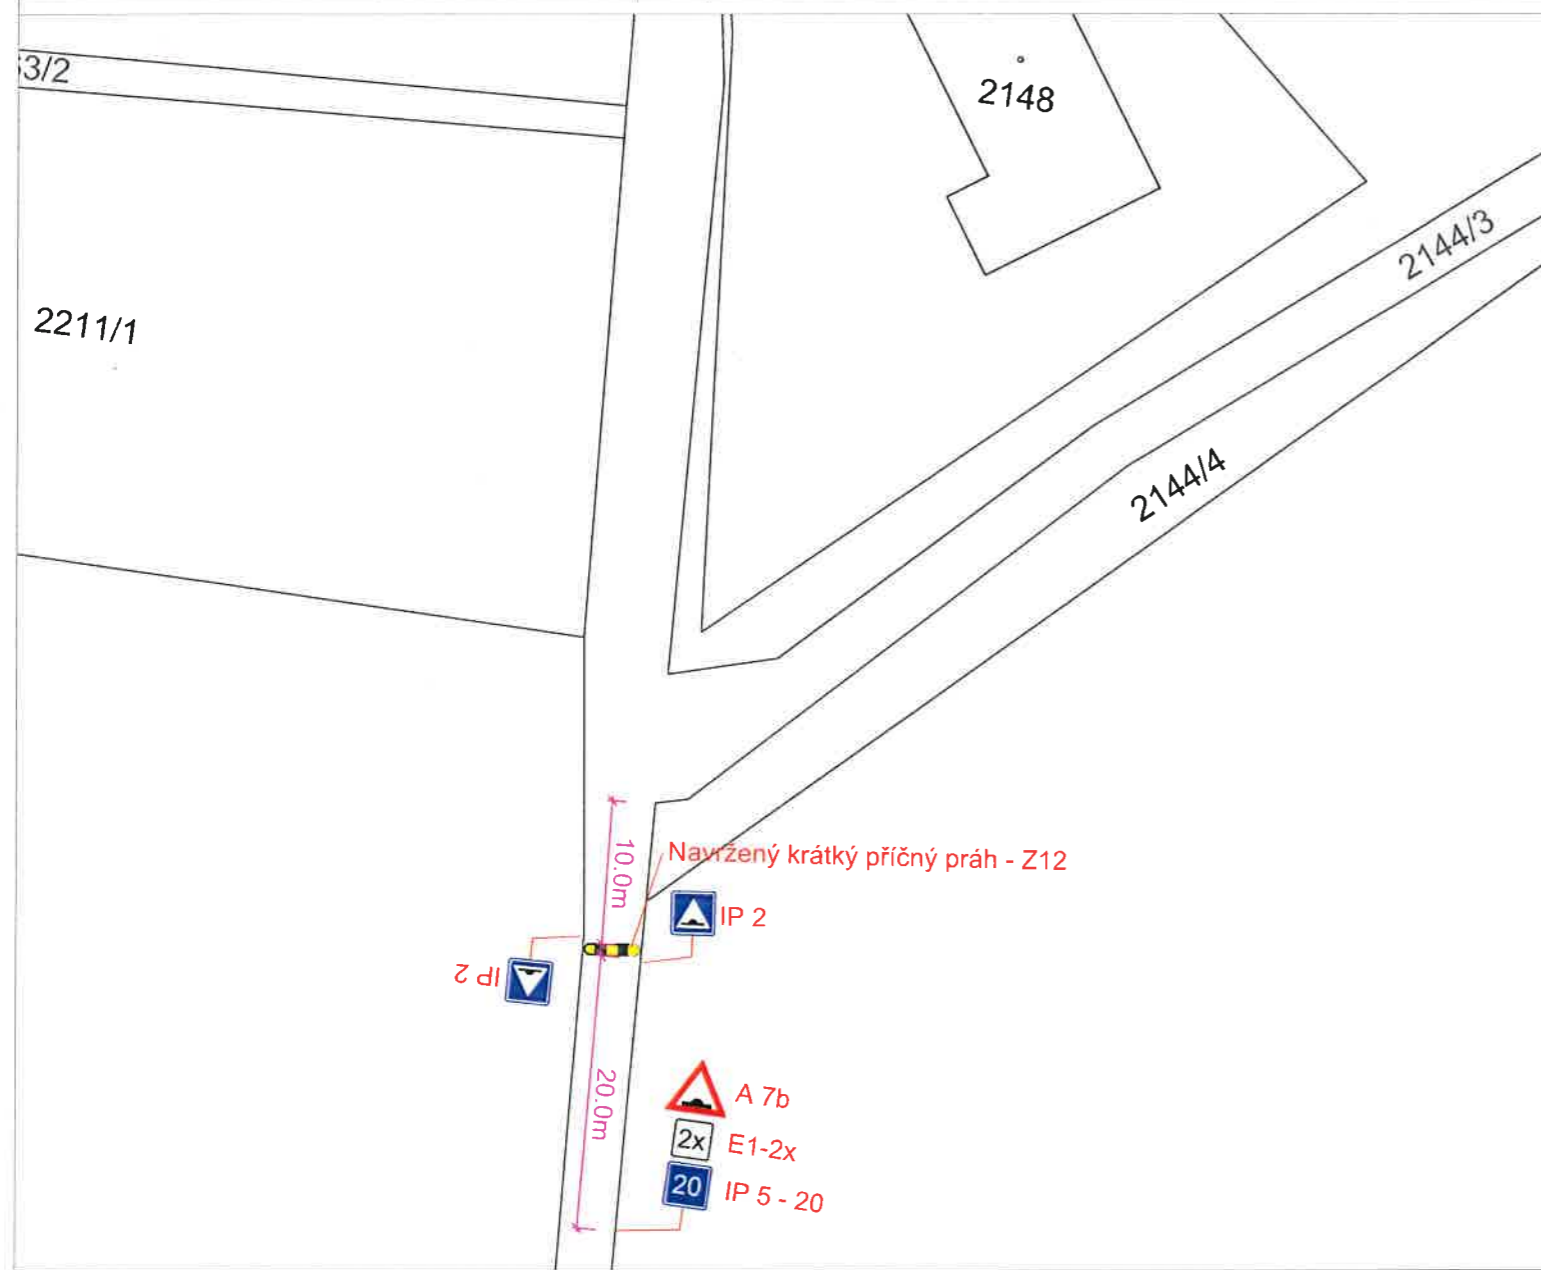 53/2
2148
2144/3
2211/1
2144/4
10.0m
Navržený krátký příčný práh - Z12
IP 2
IP 2
20.0m
A 7b
2x
E1-2x
20
IP 5 - 20